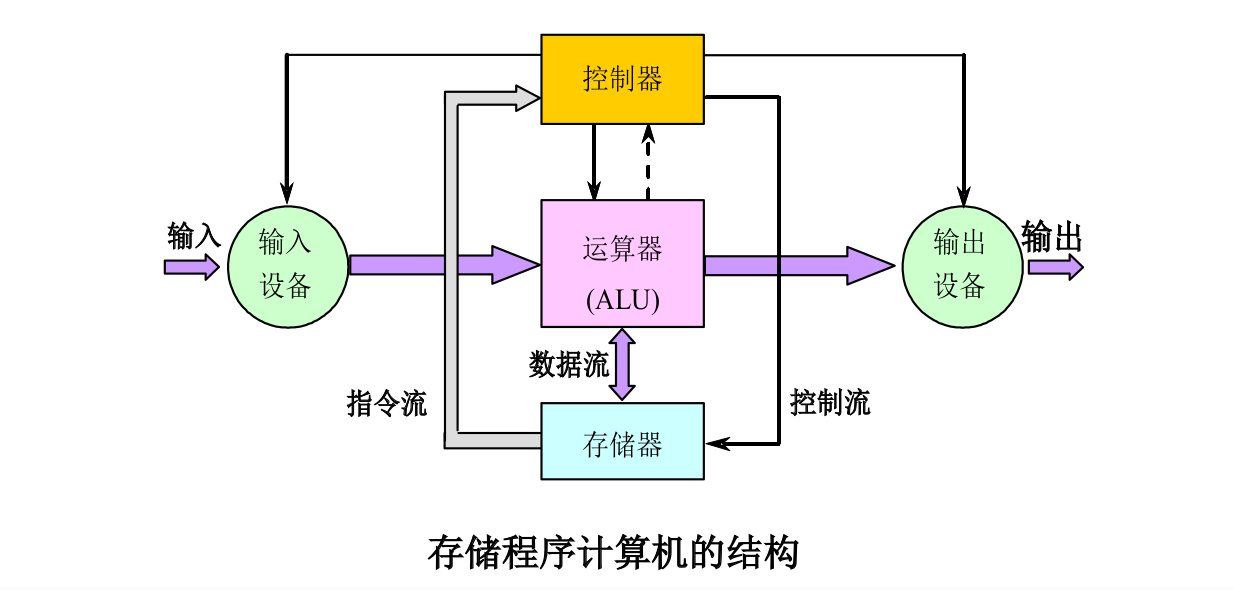 控制器
输入
输入
设备
运算器
(ALU)
输出
设备
输出
数据流
指令流
控制流
存储器
存储程序计算机的结构